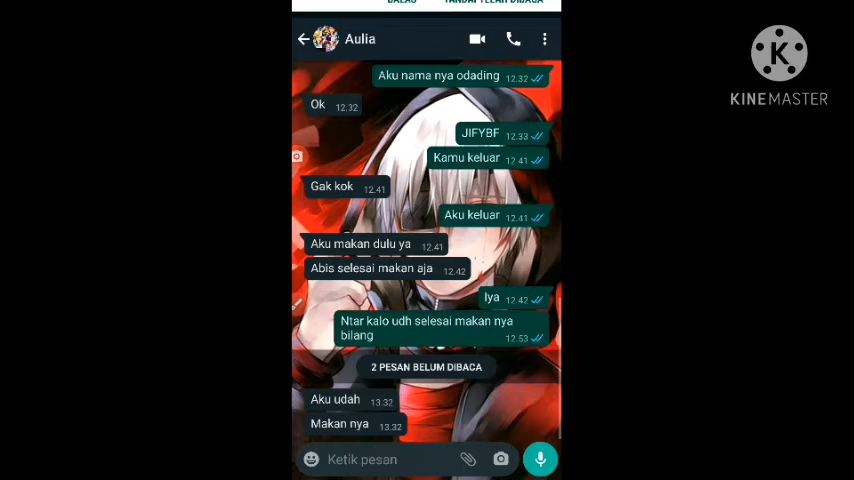 BALAS TANDAI TELAH DIBACA
Aulia
Aku nama nya odading 12.32
Ok 12.32
JIFYBF 12.33
Kamu keluar 12.41
Gak kok 12.41
Aku keluar 12.41
Aku makan dulu ya 12.41
Abis selesai makan aja 12.42
Iya 12.42
Ntar kalo udh selesai makan nya
bilang 12.53
2 PESAN BELUM DIBACA
Aku udah 13.32
Makan nya 13.32
Ketik pesan
K
KINEMASTER